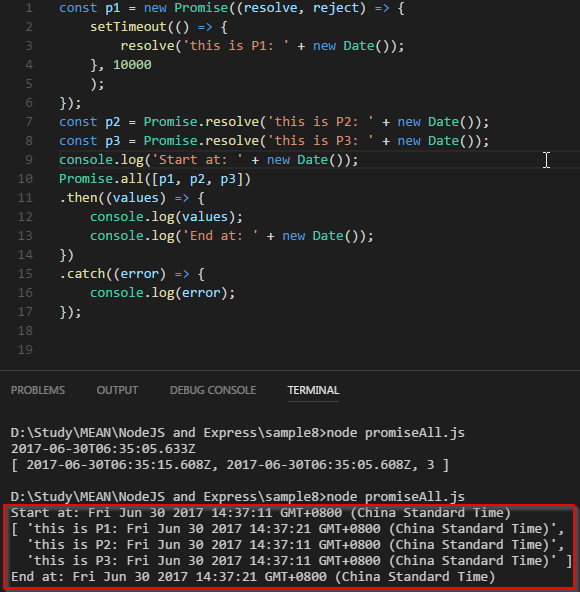 1 const p1 = new Promise((resolve, reject) => {
2     setTimeout(() => {
3         resolve('this is P1: ' + new Date());
4     }, 10000
5     );
6 });
7 const p2 = Promise.resolve('this is P2: ' + new Date());
8 const p3 = Promise.resolve('this is P3: ' + new Date());
9 console.log('Start at: ' + new Date());
10 Promise.all([p1, p2, p3])
11 .then((values) => {
12     console.log(values);
13     console.log('End at: ' + new Date());
14 })
15 .catch((error) => {
16     console.log(error);
17 });
18
19
PROBLEMS OUTPUT DEBUG CONSOLE TERMINAL
D:\Study\MEAN\NodeJS and Express\sample8>node promiseAll.js
2017-06-30T06:35:05.633Z
[ 2017-06-30T06:35:15.608Z, 2017-06-30T06:35:05.608Z, 3 ]
D:\Study\MEAN\NodeJS and Express\sample8>node promiseAll.js
Start at: Fri Jun 30 2017 14:37:11 GMT+0800 (China Standard Time)
[ 'this is P1: Fri Jun 30 2017 14:37:21 GMT+0800 (China Standard Time)',
  'this is P2: Fri Jun 30 2017 14:37:11 GMT+0800 (China Standard Time)',
  'this is P3: Fri Jun 30 2017 14:37:11 GMT+0800 (China Standard Time)' ]
End at: Fri Jun 30 2017 14:37:21 GMT+0800 (China Standard Time)